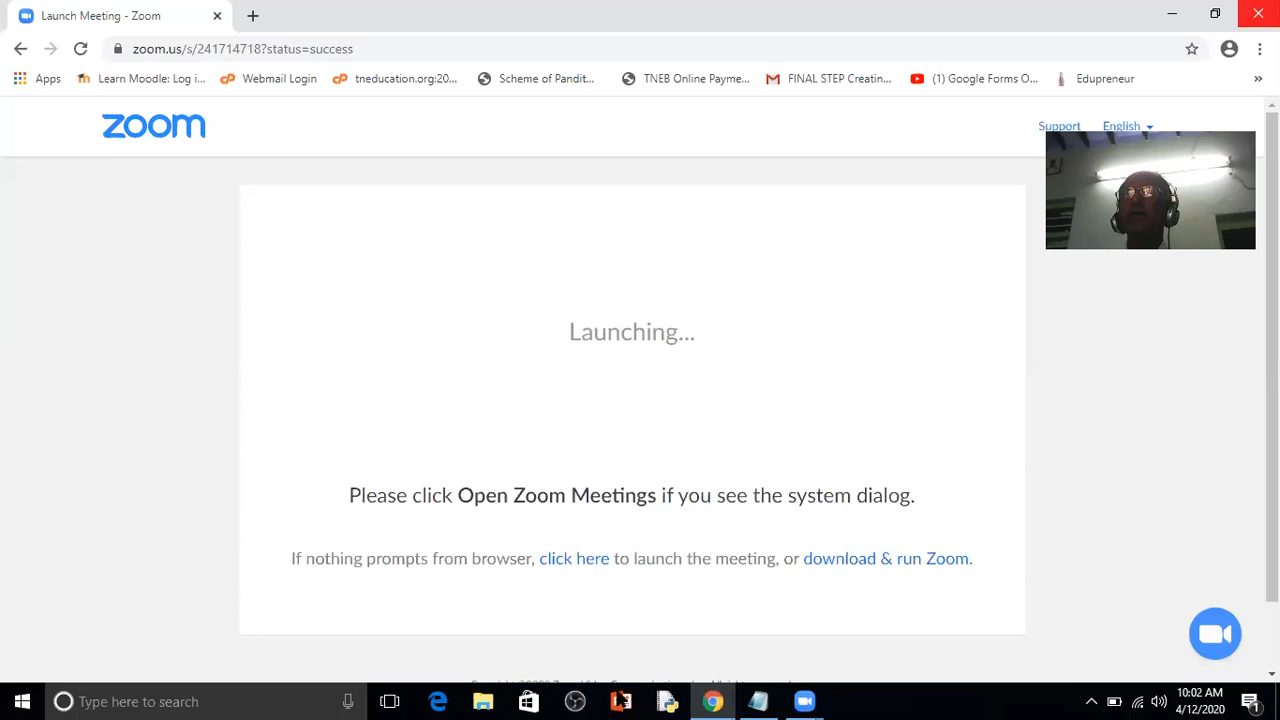 Launch Meeting - Zoom
zoom.us/s/241714718?status=success
Apps
Learn Moodle: Log i...
Webmail Login
tneducation.org:20...
Scheme of Pandit...
TNEB Online Payme...
FINAL STEP Creatin...
(1) Google Forms O...
Edupreneur
zoom
Support
English
Launching...
Please click Open Zoom Meetings if you see the system dialog.
If nothing prompts from browser, click here to launch the meeting, or download & run Zoom.
Type here to search
10:02 AM
4/12/2020
1